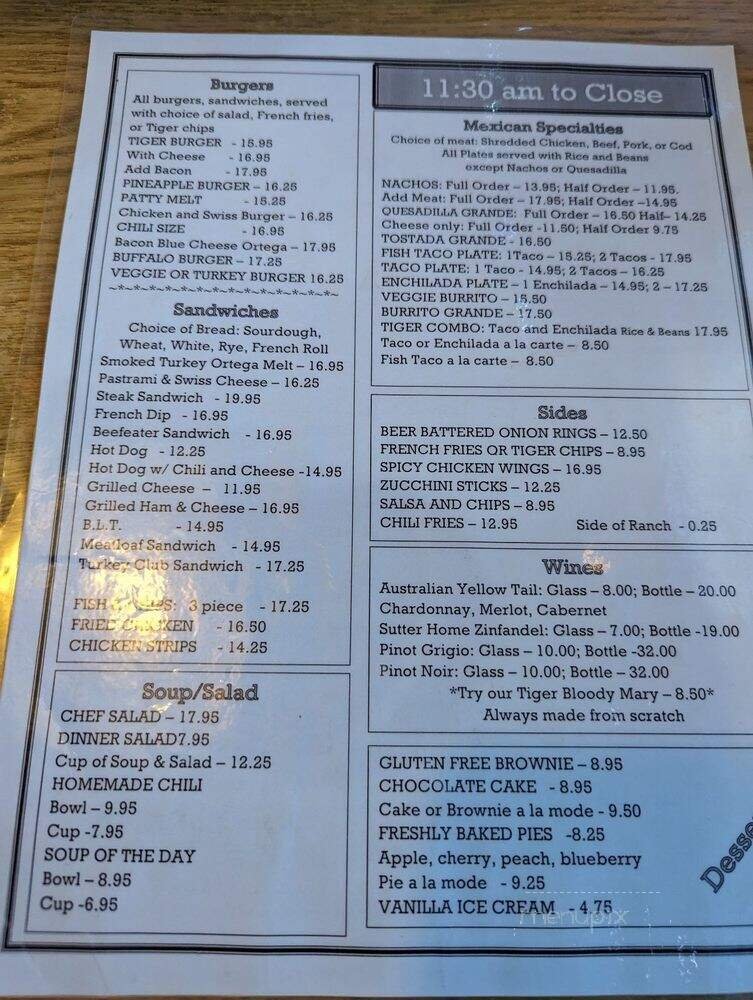 Burgers
All burgers, sandwiches, served
with choice of salad, French fries,
or Tiger chips
TIGER BURGER - 15.95
With Cheese - 16.95
Add Bacon - 17.95
PINEAPPLE BURGER – 16.25
PATTY MELT - 15.25
Chicken and Swiss Burger – 16.25
CHILI SIZE - 16.95
Bacon Blue Cheese Ortega – 17.95
BUFFALO BURGER – 17.25
VEGGIE OR TURKEY BURGER 16.25
~*~*~*~*~*~*~*~*~*~*~*~*~*~
Sandwiches
Choice of Bread: Sourdough,
Wheat, White, Rye, French Roll
Smoked Turkey Ortega Melt – 16.95
Pastrami & Swiss Cheese – 16.25
Steak Sandwich - 19.95
French Dip - 16.95
Beefeater Sandwich - 16.95
Hot Dog - 12.25
Hot Dog w/ Chili and Cheese -14.95
Grilled Cheese – 11.95
Grilled Ham & Cheese – 16.95
B.L.T. - 14.95
Meatloaf Sandwich - 14.95
Turkey Club Sandwich - 17.25
FISH & CHIPS: 3 piece - 17.25
FRIED CHICKEN - 16.50
CHICKEN STRIPS - 14.25
Soup/Salad
CHEF SALAD – 17.95
DINNER SALAD7.95
Cup of Soup & Salad – 12.25
HOMEMADE CHILI
Bowl – 9.95
Cup -7.95
SOUP OF THE DAY
Bowl – 8.95
Cup -6.95
11:30 am to Close
Mexican Specialties
Choice of meat: Shredded Chicken, Beef, Pork, or Cod
All Plates served with Rice and Beans
except Nachos or Quesadilla
NACHOS: Full Order – 13.95; Half Order – 11.95.
Add Meat: Full Order – 17.95; Half Order –14.95
QUESADILLA GRANDE: Full Order – 16.50 Half– 14.25
Cheese only: Full Order -11.50; Half Order 9.75
TOSTADA GRANDE - 16.50
FISH TACO PLATE: 1Taco – 15.25; 2 Tacos - 17.95
TACO PLATE: 1 Taco - 14.95; 2 Tacos – 16.25
ENCHILADA PLATE – 1 Enchilada – 14.95; 2 – 17.25
VEGGIE BURRITO – 15.50
BURRITO GRANDE – 17.50
TIGER COMBO: Taco and Enchilada Rice & Beans 17.95
Taco or Enchilada a la carte – 8.50
Fish Taco a la carte – 8.50
Sides
BEER BATTERED ONION RINGS – 12.50
FRENCH FRIES OR TIGER CHIPS – 8.95
SPICY CHICKEN WINGS – 16.95
ZUCCHINI STICKS – 12.25
SALSA AND CHIPS – 8.95
CHILI FRIES – 12.95 Side of Ranch - 0.25
Wines
Australian Yellow Tail: Glass – 8.00; Bottle – 20.00
Chardonnay, Merlot, Cabernet
Sutter Home Zinfandel: Glass – 7.00; Bottle -19.00
Pinot Grigio: Glass – 10.00; Bottle -32.00
Pinot Noir: Glass – 10.00; Bottle – 32.00
*Try our Tiger Bloody Mary – 8.50*
Always made from scratch
GLUTEN FREE BROWNIE – 8.95
CHOCOLATE CAKE - 8.95
Cake or Brownie a la mode - 9.50
FRESHLY BAKED PIES -8.25
Apple, cherry, peach, blueberry
Pie a la mode - 9.25
VANILLA ICE CREAM - 4.75
Desse
menupix